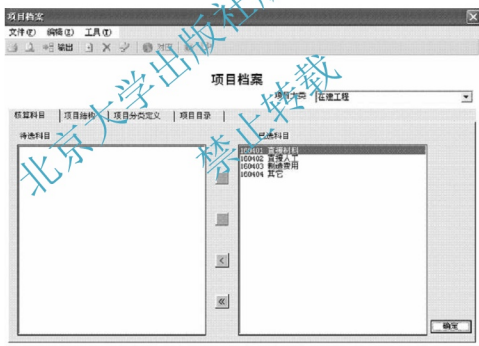 项目档案
文件(F) 编辑(E) 工具(T)
输出
项目档案
项目大类 在建工程
核算科目 项目结构 项目分类定义 项目目录
待选科目 已选科目
160401 直接材料
160402 直接人工
160403 制造费用
160404 其它
< 
«
确定
北京大学出版社
禁止转载